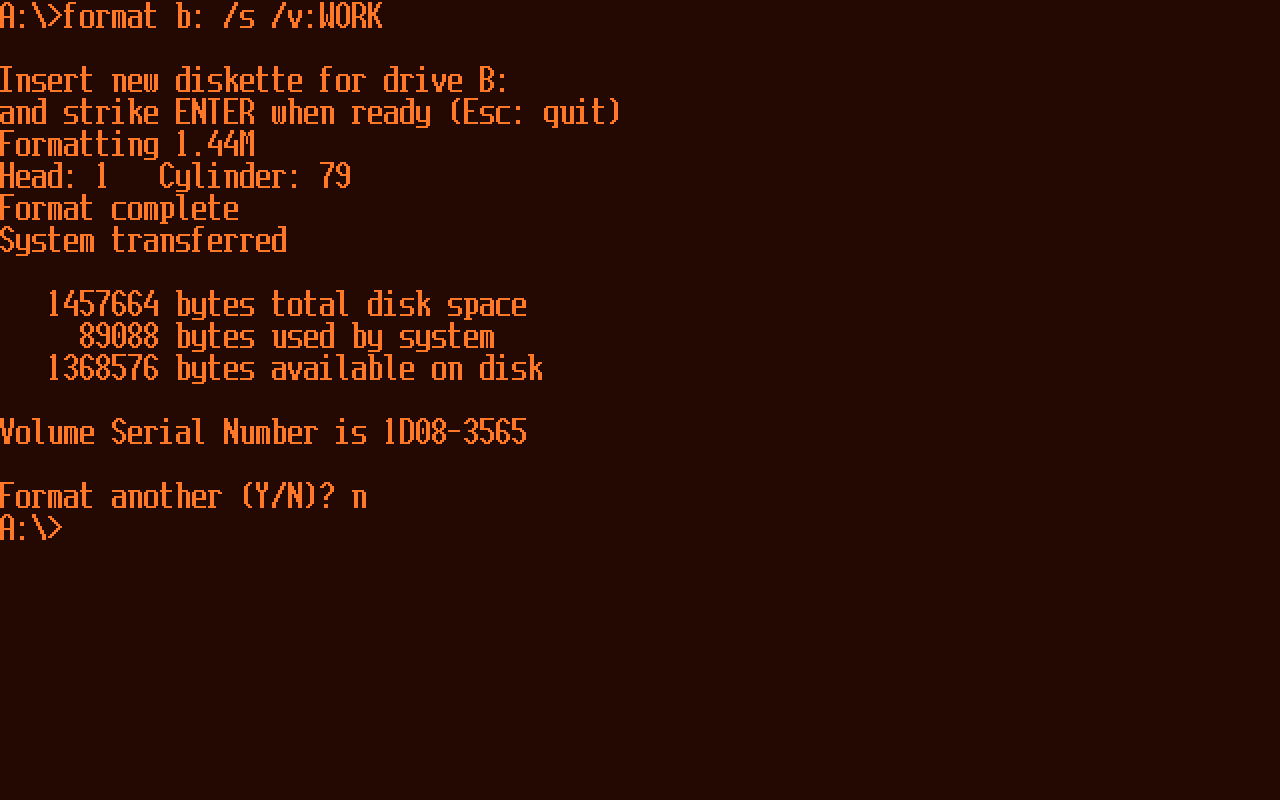 A:\>format b: /s /v:WORK
Insert new diskette for drive B:
and strike ENTER when ready (Esc: quit)
Formatting 1.44M
Head: 1   Cylinder: 79
Format complete
System transferred
1457664 bytes total disk space
89088 bytes used by system
1368576 bytes available on disk
Volume Serial Number is 1D08-3565
Format another (Y/N)? n
A:\>